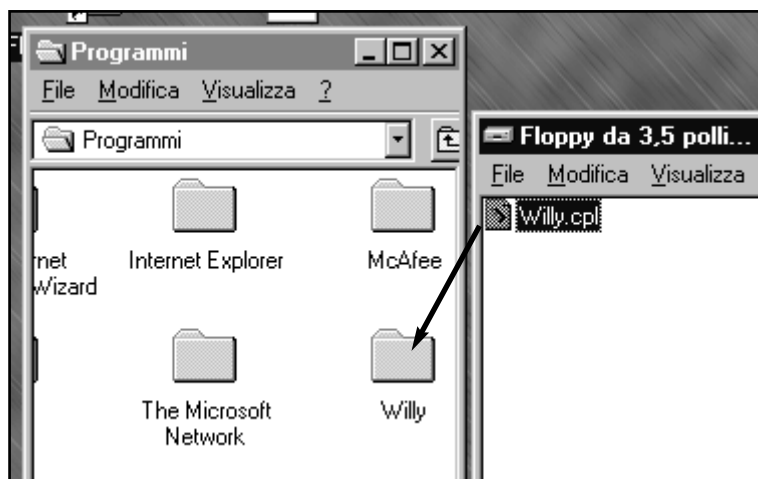 Programmi
File Modifica Visualizza ?
Programmi
Internet Explorer
McAfee
Wizard
The Microsoft
Network
Willy
Floppy da 3,5 polli...
File Modifica Visualizza
Willy.cpl